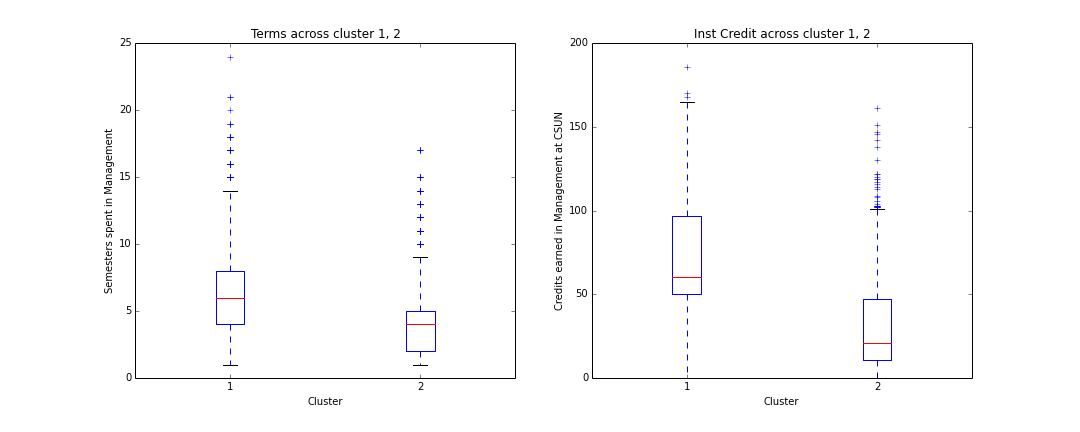 Terms across cluster 1, 2
25
20
15
10
5
0
Semesters spent in Management
1
2
Cluster
Inst Credit across cluster 1, 2
200
150
100
50
0
Credits earned in Management at CSUN
1
2
Cluster